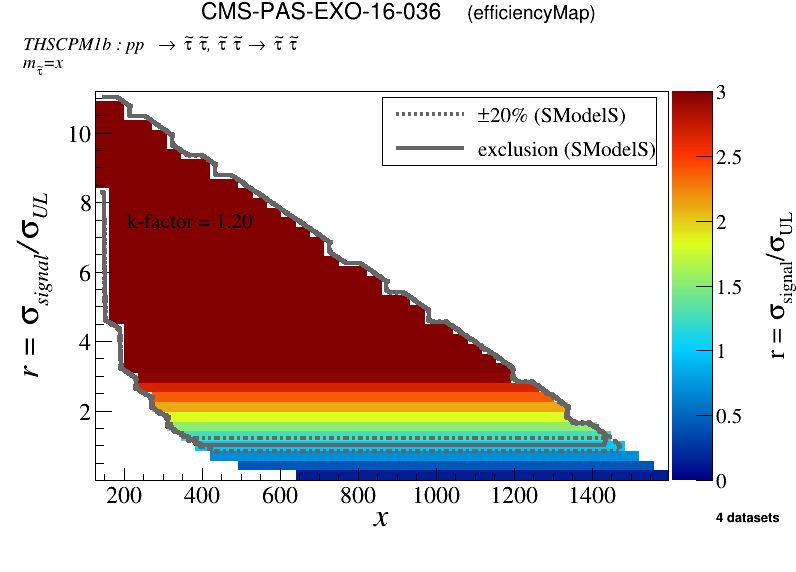 CMS-PAS-EXO-16-036 (efficiencyMap)
THSCPM1b : pp → τ̃ τ̃, τ̃ τ̃ → τ̃ τ̃
m_τ̃=x
±20% (SModelS)
exclusion (SModelS)
k-factor = 1.20
r = σ_signal/σ_UL
10
8
6
4
2
200 400 600 800 1000 1200 1400
x
3
2.5
2
1.5
1
0.5
0
r = σ_signal/σ_UL
4 datasets